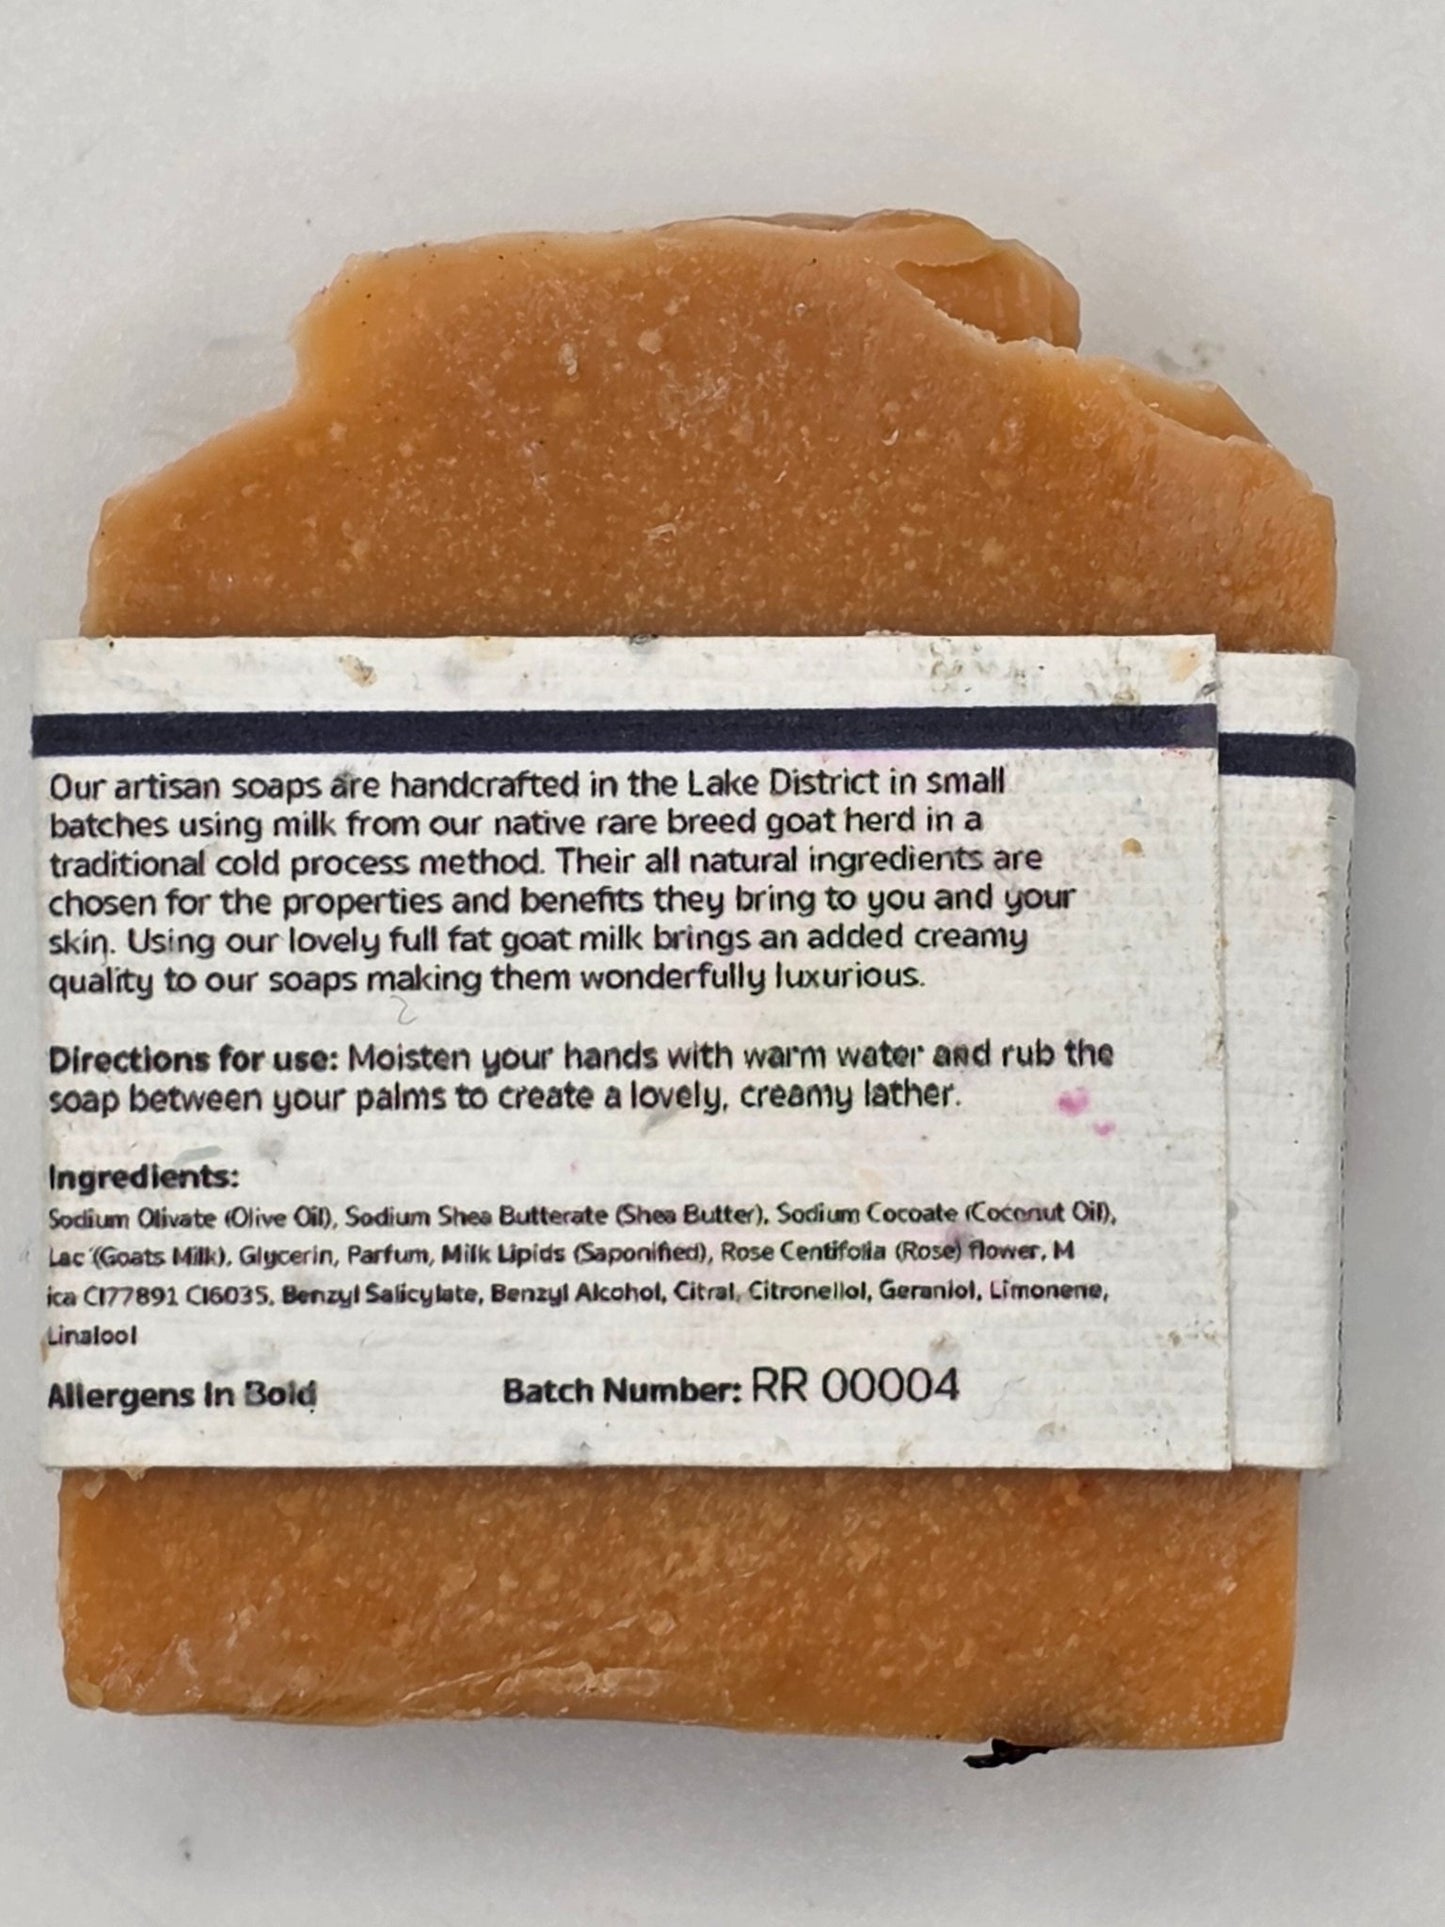 Our artisan soaps are handcrafted in the Lake District in small
batches using milk from our native rare breed goat herd in a
traditional cold process method. Their all natural ingredients are
chosen for the properties and benefits they bring to you and your
skin. Using our lovely full fat goat milk brings an added creamy
quality to our soaps making them wonderfully luxurious.
Directions for use: Moisten your hands with warm water and rub the
soap between your palms to create a lovely, creamy lather.
Ingredients:
Sodium Olivate (Olive Oil), Sodium Shea Butterate (Shea Butter), Sodium Cocoate (Coconut Oil),
Lac (Goats Milk), Glycerin, Parfum, Milk Lipids (Saponified), Rose Centifolia (Rose) flower, M
ica CI77891 CI6035, Benzyl Salicylate, Benzyl Alcohol, Citral, Citronellol, Geraniol, Limonene,
Linalool
Allergens In Bold Batch Number: RR 00004